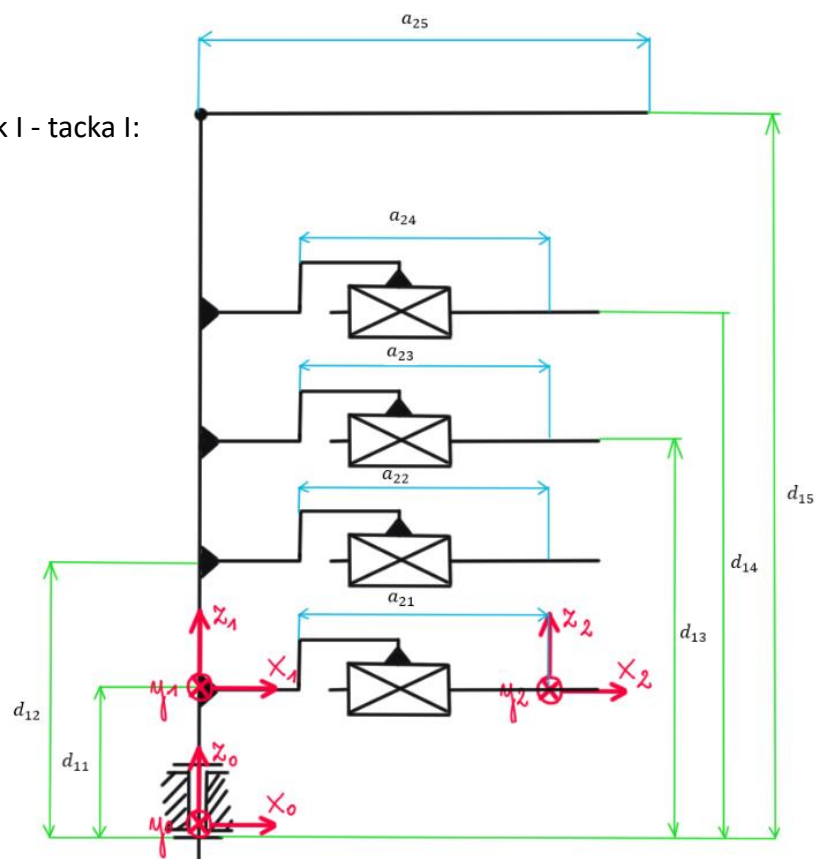 a₂₅
k I - tacka I:
a₂₄
a₂₃
d₁₅
a₂₂
d₁₄
a₂₁
z₁
z₂
d₁₃
x₁
x₂
y₁
y₂
d₁₂
z₀
d₁₁
x₀